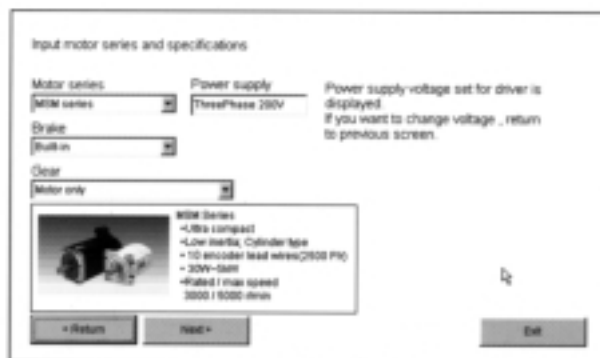 Input motor series and specifications
Motor series
Power supply
MSM series
ThreePhase 200V
Power supply voltage set for driver is
displayed.
If you want to change voltage , return
to previous screen.
Brake
Built-in
Gear
Motor only
MSM Series
•Ultra compact
•Low inertia; Cylinder type
• 10 encoder lead wires(2500 P/r)
• 30W~5kW
•Rated / max speed
3000 / 5000 r/min
< Return
Next >
Exit